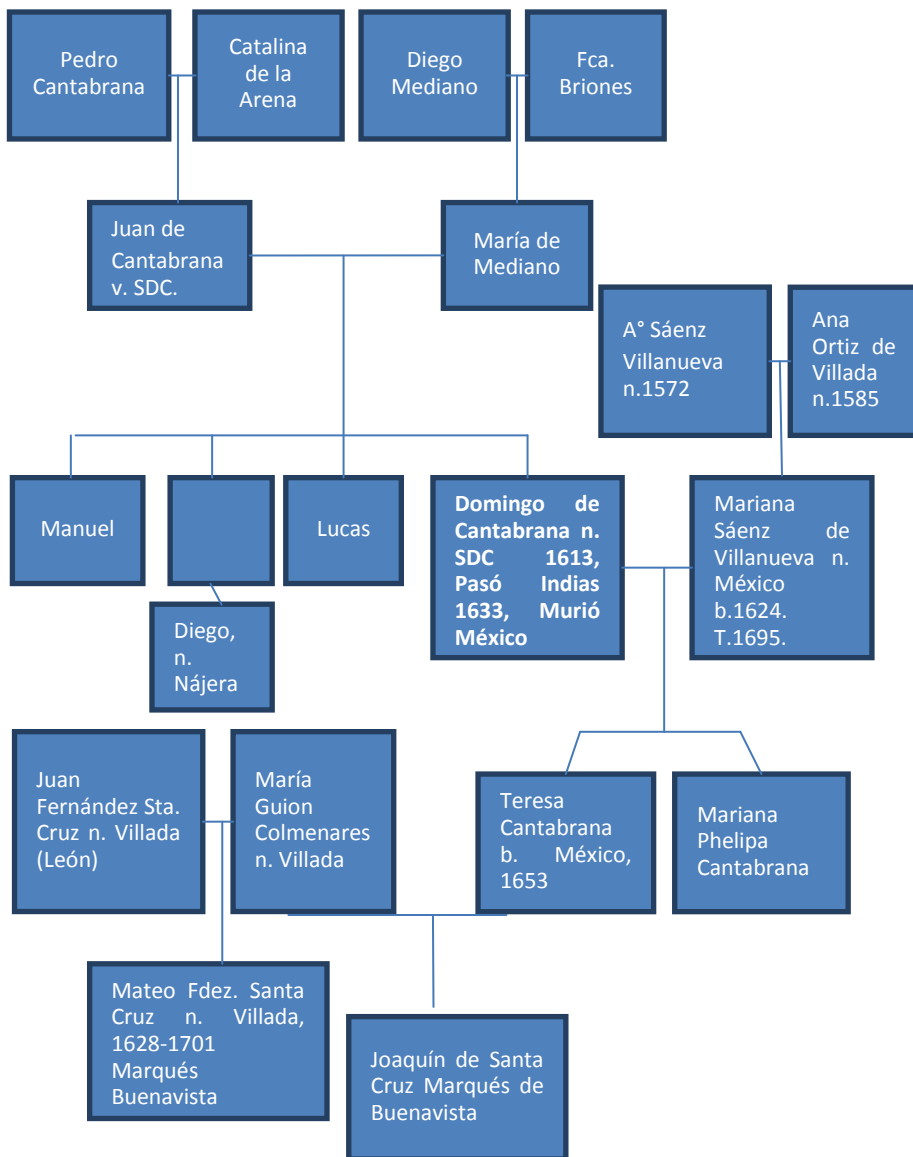 Pedro
Cantabrana
Catalina
de la
Arena
Diego
Mediano
Fca.
Briones
Juan de
Cantabrana
v. SDC.
María de
Mediano
A° Sáenz
Villanueva
n.1572
Ana
Ortiz de
Villada
n.1585
Manuel
Lucas
Domingo de
Cantabrana n.
SDC 1613,
Pasó Indias
1633, Murió
México
Mariana
Sáenz de
Villanueva n.
México
b.1624.
T.1695.
Diego,
n.
Nájera
Juan
Fernández Sta.
Cruz n. Villada
(León)
María
Guion
Colmenares
n. Villada
Teresa
Cantabrana
b. México,
1653
Mariana
Phelipa
Cantabrana
Mateo Fdez. Santa
Cruz n. Villada,
1628-1701
Marqués
Buenavista
Joaquín de Santa
Cruz Marqués de
Buenavista